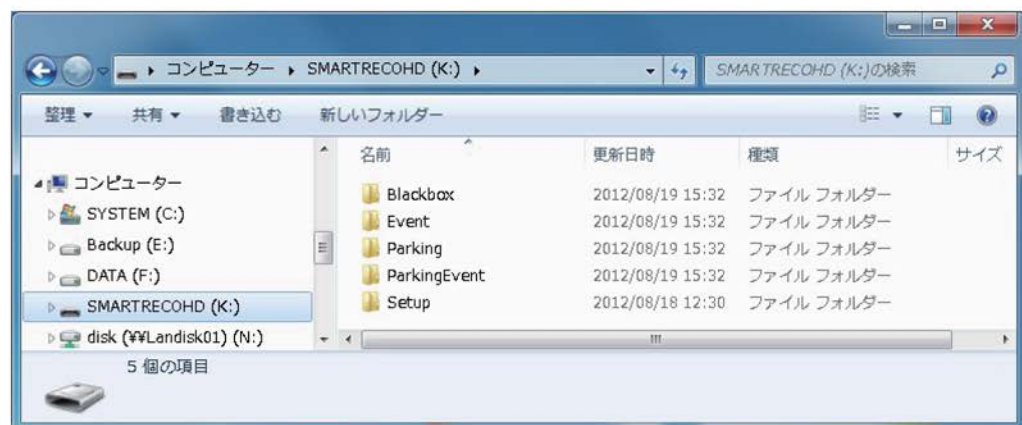 コンピューター ▸ SMARTRECOHD (K:) ▸ SMARTRECOHD (K:)の検索
整理 ▼ 共有 ▼ 書き込む 新しいフォルダー
名前 更新日時 種類 サイズ
コンピューター
SYSTEM (C:)
Backup (E:)
DATA (F:)
SMARTRECOHD (K:)
disk (¥¥Landisk01) (N:)
Blackbox 2012/08/19 15:32 ファイル フォルダー
Event 2012/08/19 15:32 ファイル フォルダー
Parking 2012/08/19 15:32 ファイル フォルダー
ParkingEvent 2012/08/19 15:32 ファイル フォルダー
Setup 2012/08/18 12:30 ファイル フォルダー
5 個の項目